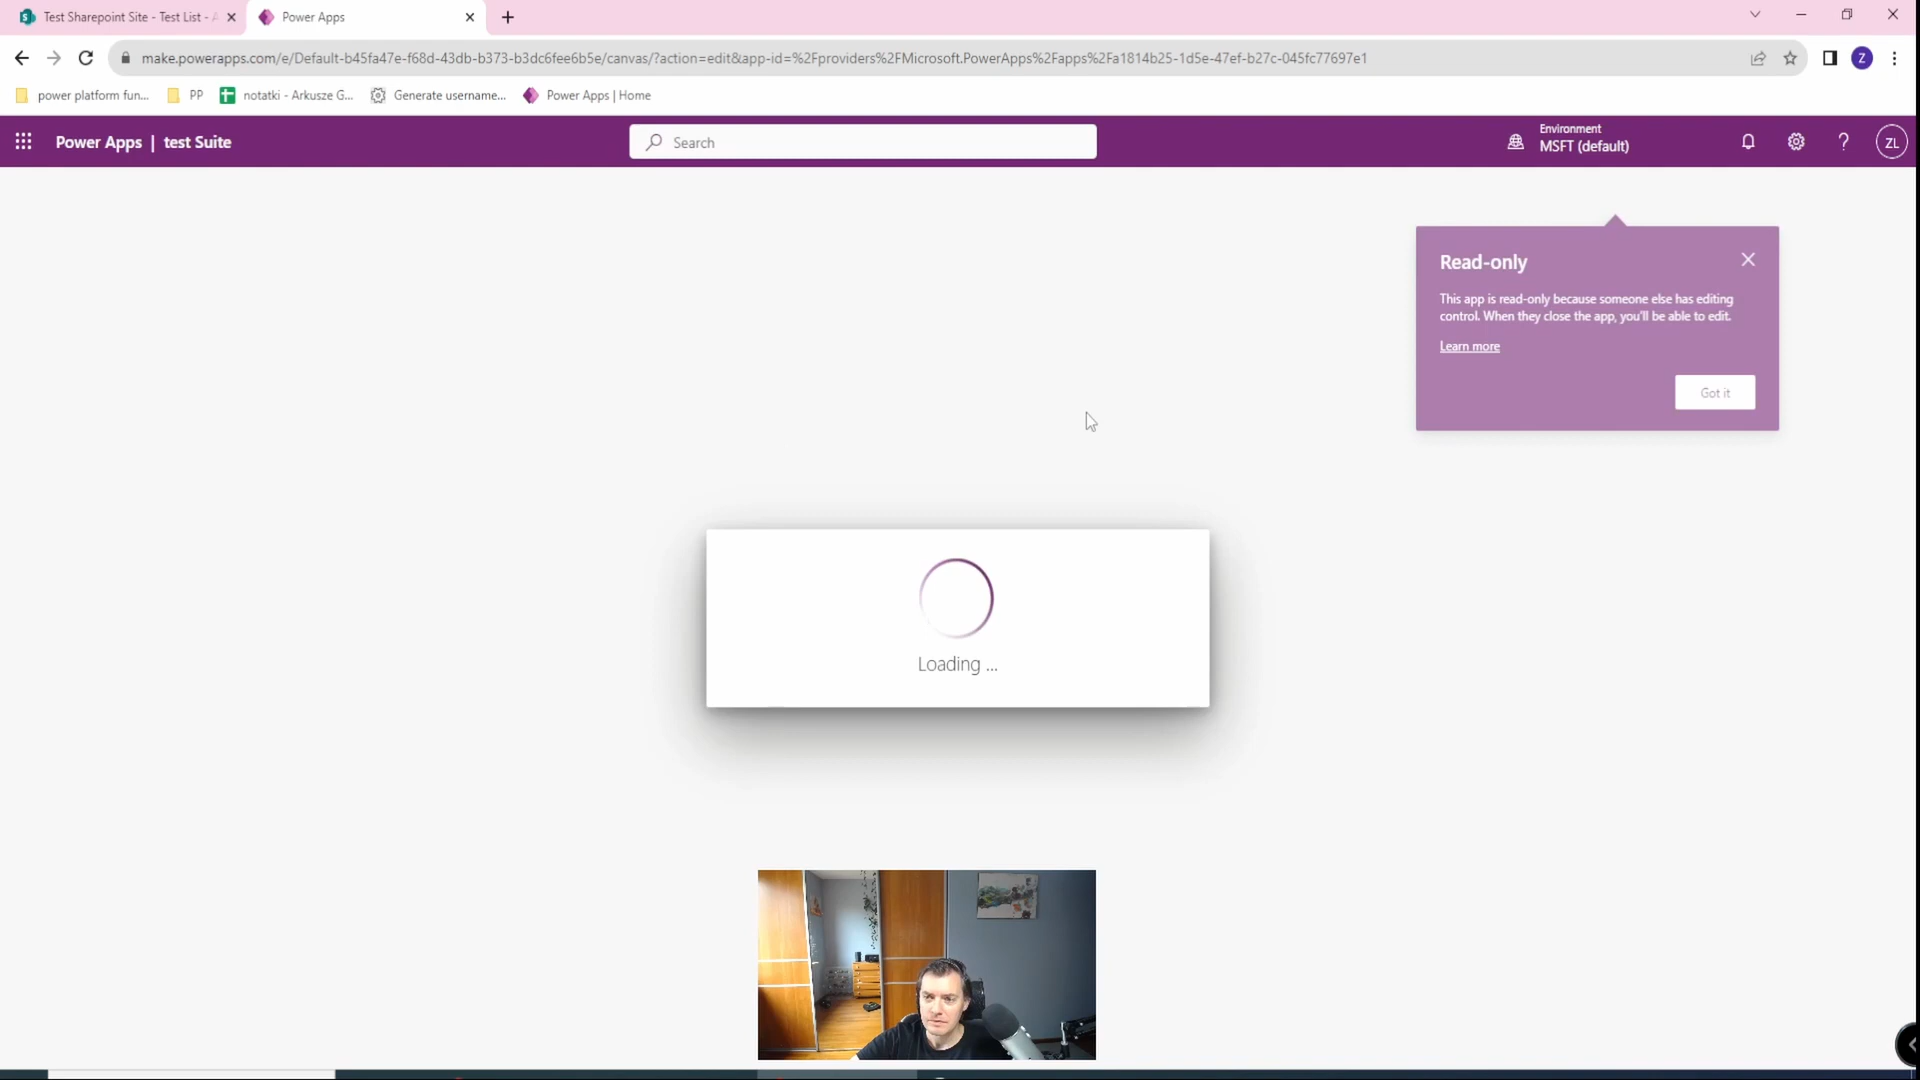 Test Sharepoint Site - Test List - A
Power Apps
make.powerapps.com/e/Default-b45fa47e-f68d-43db-b373-b3dc6fee6b5e/canvas/?action=edit&app-id=%2Fproviders%2FMicrosoft.PowerApps%2Fapps%2Fa1814b25-1d5e-47ef-b27c-045fc77697e1
Z
power platform fun...
PP
notatki - Arkusze G...
Generate username...
Power Apps | Home
Power Apps | test Suite
Search
Environment
MSFT (default)
?
ZL
Read-only
This app is read-only because someone else has editing
control. When they close the app, you'll be able to edit.
Learn more
Got it
Loading ...